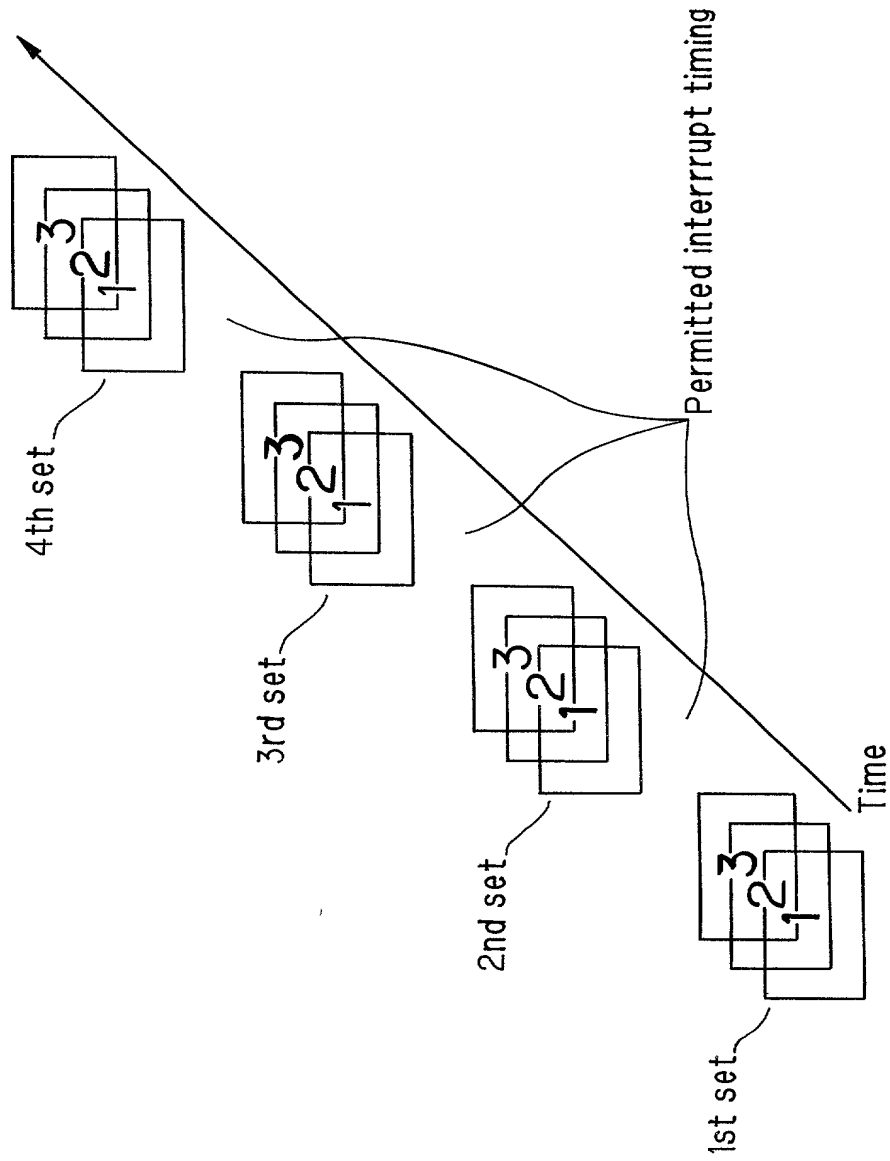 1st set
3
2
1
2nd set
3
2
1
3rd set
3
2
1
4th set
3
2
1
Time
Permitted interrrupt timing